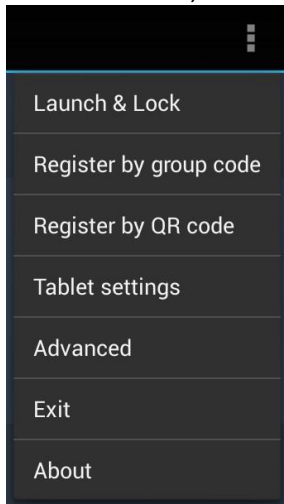 Launch & Lock
Register by group code
Register by QR code
Tablet settings
Advanced
Exit
About